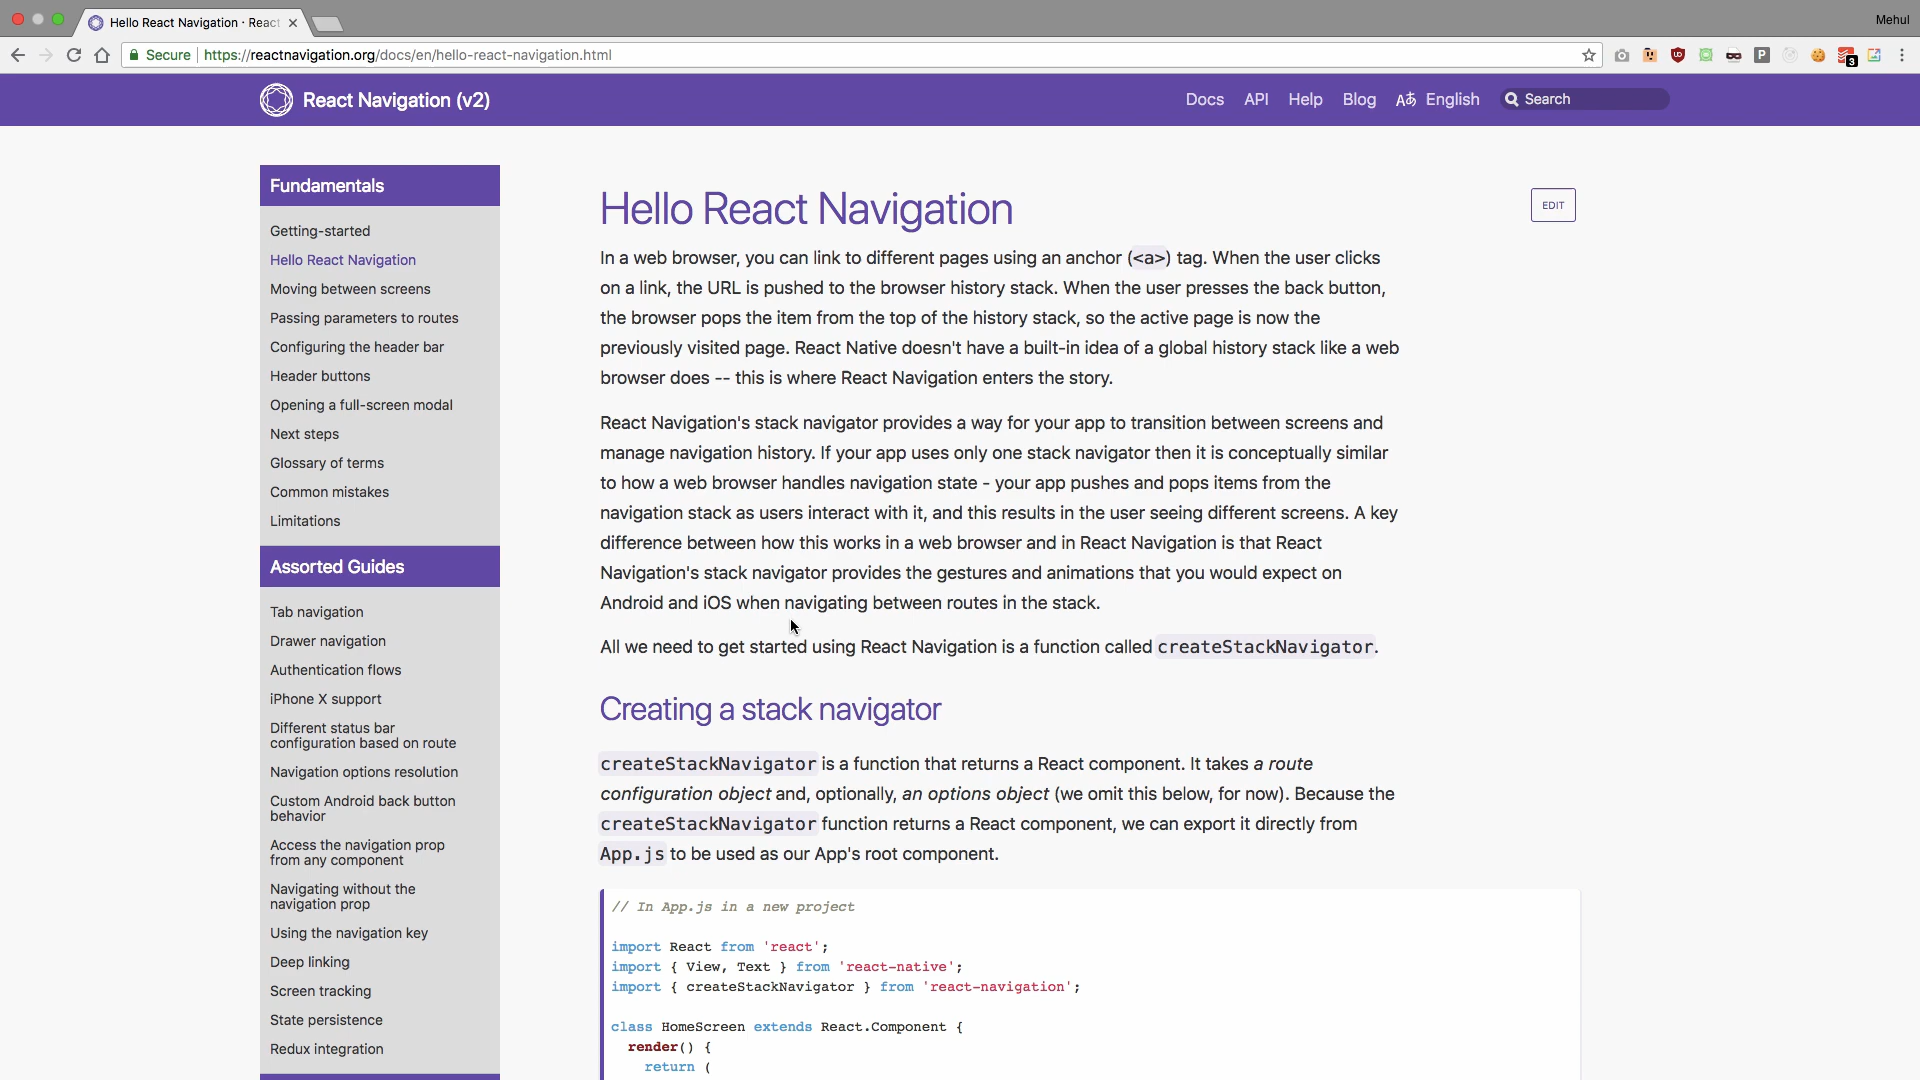 Hello React Navigation · React
Mehul
Secure
https://reactnavigation.org/docs/en/hello-react-navigation.html
P
3
React Navigation (v2)
Docs
API
Help
Blog
English
Search
Fundamentals
Getting-started
Hello React Navigation
Moving between screens
Passing parameters to routes
Configuring the header bar
Header buttons
Opening a full-screen modal
Next steps
Glossary of terms
Common mistakes
Limitations
Assorted Guides
Tab navigation
Drawer navigation
Authentication flows
iPhone X support
Different status bar
configuration based on route
Navigation options resolution
Custom Android back button
behavior
Access the navigation prop
from any component
Navigating without the
navigation prop
Using the navigation key
Deep linking
Screen tracking
State persistence
Redux integration
Hello React Navigation
EDIT
In a web browser, you can link to different pages using an anchor (<a>) tag. When the user clicks
on a link, the URL is pushed to the browser history stack. When the user presses the back button,
the browser pops the item from the top of the history stack, so the active page is now the
previously visited page. React Native doesn't have a built-in idea of a global history stack like a web
browser does -- this is where React Navigation enters the story.
React Navigation's stack navigator provides a way for your app to transition between screens and
manage navigation history. If your app uses only one stack navigator then it is conceptually similar
to how a web browser handles navigation state - your app pushes and pops items from the
navigation stack as users interact with it, and this results in the user seeing different screens. A key
difference between how this works in a web browser and in React Navigation is that React
Navigation's stack navigator provides the gestures and animations that you would expect on
Android and iOS when navigating between routes in the stack.
All we need to get started using React Navigation is a function called createStackNavigator.
Creating a stack navigator
createStackNavigator is a function that returns a React component. It takes a route
configuration object and, optionally, an options object (we omit this below, for now). Because the
createStackNavigator function returns a React component, we can export it directly from
App.js to be used as our App's root component.
// In App.js in a new project
import React from 'react';
import { View, Text } from 'react-native';
import { createStackNavigator } from 'react-navigation';
class HomeScreen extends React.Component {
render() {
return (